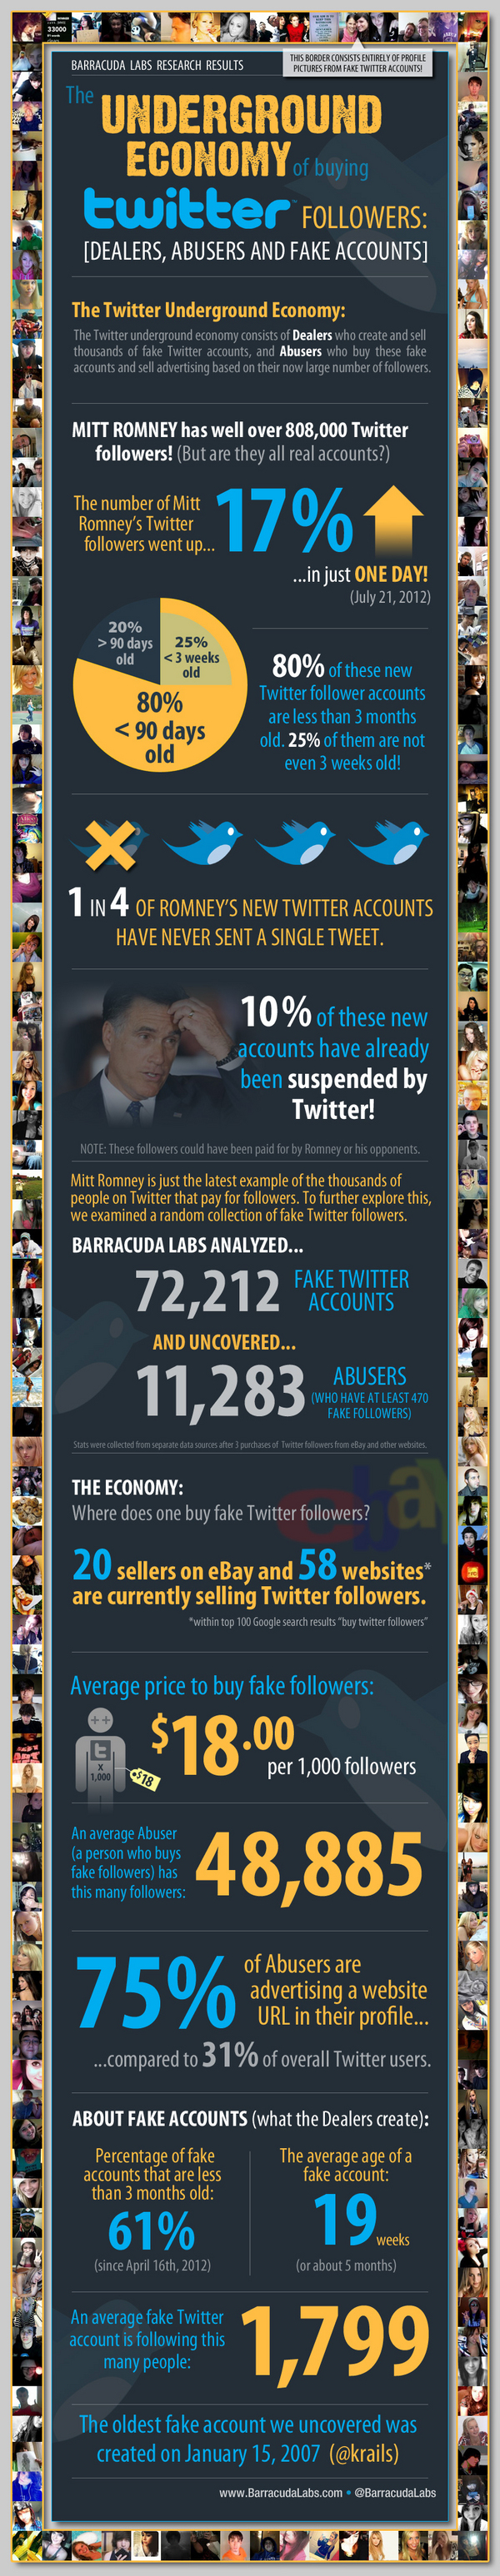 33000
THIS BORDER CONSISTS ENTIRELY OF PROFILE
PICTURES FROM FAKE TWITTER ACCOUNTS!
BARRACUDA LABS RESEARCH RESULTS
The
UNDERGROUND
ECONOMY of buying
twitter FOLLOWERS:
[DEALERS, ABUSERS AND FAKE ACCOUNTS]
The Twitter Underground Economy:
The Twitter underground economy consists of Dealers who create and sell
thousands of fake Twitter accounts, and Abusers who buy these fake
accounts and sell advertising based on their now large number of followers.
MITT ROMNEY has well over 808,000 Twitter
followers! (But are they all real accounts?)
The number of Mitt
Romney's Twitter
followers went up...
17%
...in just ONE DAY!
(July 21, 2012)
20%
> 90 days
old
25%
< 3 weeks
old
80%
< 90 days
old
80% of these new
Twitter follower accounts
are less than 3 months
old. 25% of them are not
even 3 weeks old!
1 IN 4 OF ROMNEY'S NEW TWITTER ACCOUNTS
HAVE NEVER SENT A SINGLE TWEET.
10% of these new
accounts have already
been suspended by
Twitter!
NOTE: These followers could have been paid for by Romney or his opponents.
Mitt Romney is just the latest example of the thousands of
people on Twitter that pay for followers. To further explore this,
we examined a random collection of fake Twitter followers.
BARRACUDA LABS ANALYZED...
72,212 FAKE TWITTER
ACCOUNTS
AND UNCOVERED...
11,283 ABUSERS
(WHO HAVE AT LEAST 470
FAKE FOLLOWERS)
Stats were collected from separate data sources after 3 purchases of Twitter followers from eBay and other websites.
THE ECONOMY:
Where does one buy fake Twitter followers?
ebay
20 sellers on eBay and 58 websites*
are currently selling Twitter followers.
*within top 100 Google search results "buy twitter followers"
Average price to buy fake followers:
t
x
1,000
$18
$18.00
per 1,000 followers
An average Abuser
(a person who buys
fake followers) has
this many followers:
48,885
75% of Abusers are
advertising a website
URL in their profile...
...compared to 31% of overall Twitter users.
ABOUT FAKE ACCOUNTS (what the Dealers create):
Percentage of fake
accounts that are less
than 3 months old:
61%
(since April 16th, 2012)
The average age of a
fake account:
19 weeks
(or about 5 months)
An average fake Twitter
account is following this
many people:
1,799
The oldest fake account we uncovered was
created on January 15, 2007 (@krails)
www.BarracudaLabs.com • @BarracudaLabs